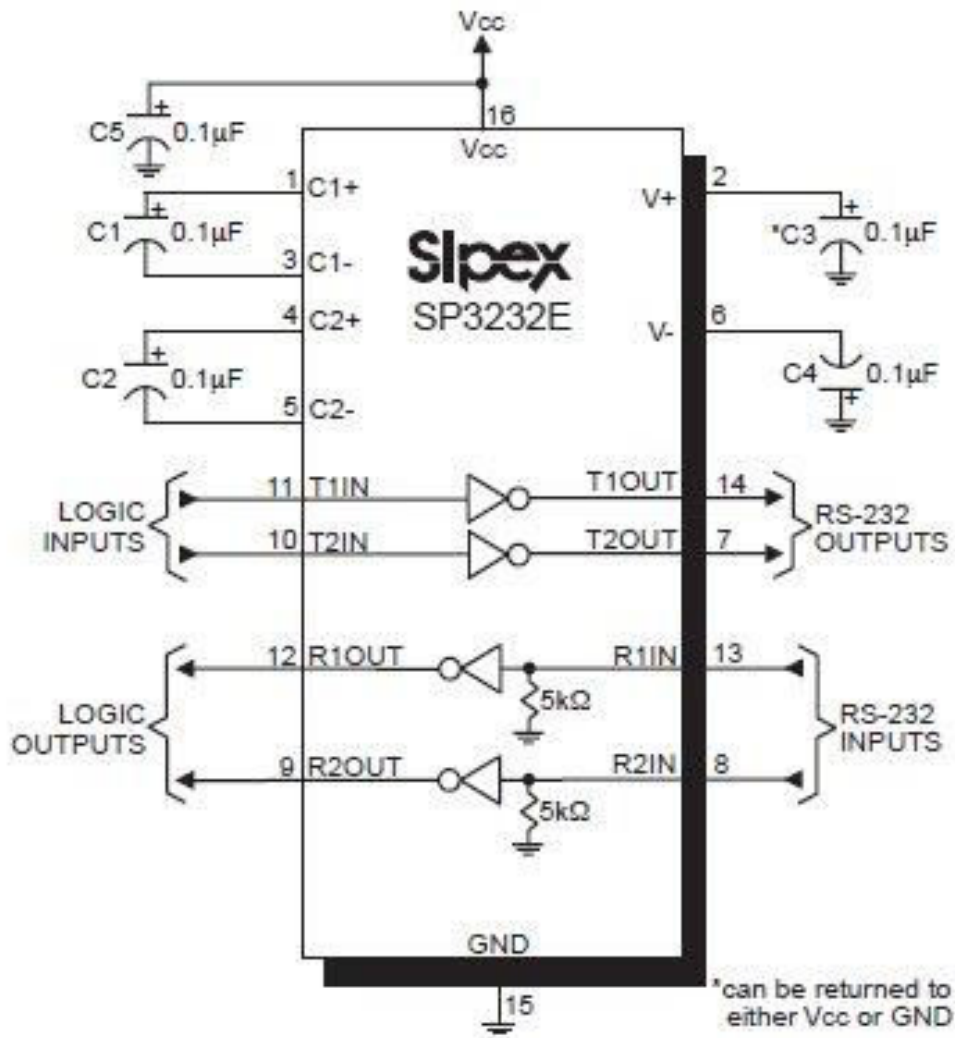 Vcc
16
Vcc
C5
+
0.1µF
1
C1+
C1
+
0.1µF
3
C1-
4
C2+
C2
+
0.1µF
5
C2-
Sipex
SP3232E
V+
2
*C3
+
0.1µF
V-
6
C4
+
0.1µF
LOGIC
INPUTS
11
T1IN
T1OUT
14
10
T2IN
T2OUT
7
RS-232
OUTPUTS
LOGIC
OUTPUTS
12
R1OUT
R1IN
13
5kΩ
9
R2OUT
R2IN
8
5kΩ
RS-232
INPUTS
GND
15
*can be returned to
either Vcc or GND